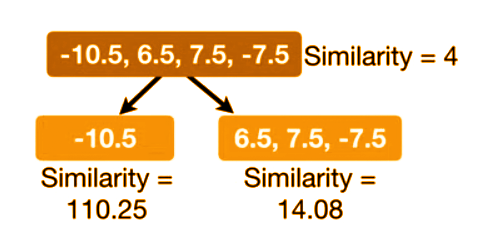 -10.5, 6.5, 7.5, -7.5 Similarity = 4
-10.5 6.5, 7.5, -7.5
Similarity = Similarity =
110.25 14.08